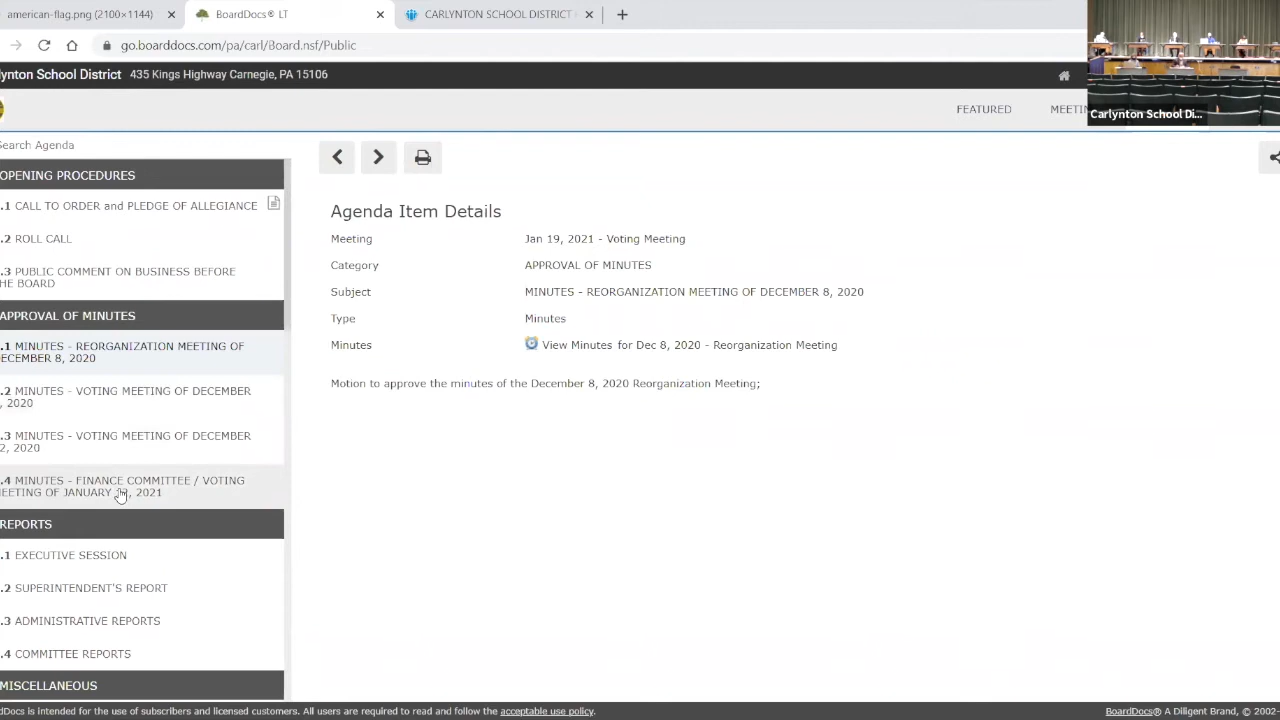 american-flag.png (2100×1144)
BoardDocs® LT
CARLYNTON SCHOOL DISTRICT
go.boarddocs.com/pa/carl/Board.nsf/Public
lynton School District 435 Kings Highway Carnegie, PA 15106
FEATURED
MEETIN
Carlynton School Di...
Search Agenda
OPENING PROCEDURES
.1 CALL TO ORDER and PLEDGE OF ALLEGIANCE
.2 ROLL CALL
.3 PUBLIC COMMENT ON BUSINESS BEFORE
HE BOARD
APPROVAL OF MINUTES
.1 MINUTES - REORGANIZATION MEETING OF
ECEMBER 8, 2020
.2 MINUTES - VOTING MEETING OF DECEMBER
, 2020
.3 MINUTES - VOTING MEETING OF DECEMBER
2, 2020
.4 MINUTES - FINANCE COMMITTEE / VOTING
EETING OF JANUARY , 2021
REPORTS
.1 EXECUTIVE SESSION
.2 SUPERINTENDENT'S REPORT
.3 ADMINISTRATIVE REPORTS
.4 COMMITTEE REPORTS
MISCELLANEOUS
Agenda Item Details
Meeting Jan 19, 2021 - Voting Meeting
Category APPROVAL OF MINUTES
Subject MINUTES - REORGANIZATION MEETING OF DECEMBER 8, 2020
Type Minutes
Minutes View Minutes for Dec 8, 2020 - Reorganization Meeting
Motion to approve the minutes of the December 8, 2020 Reorganization Meeting;
rdDocs is intended for the use of subscribers and licensed customers. All users are required to read and follow the acceptable use policy.
BoardDocs® A Diligent Brand, © 2002-